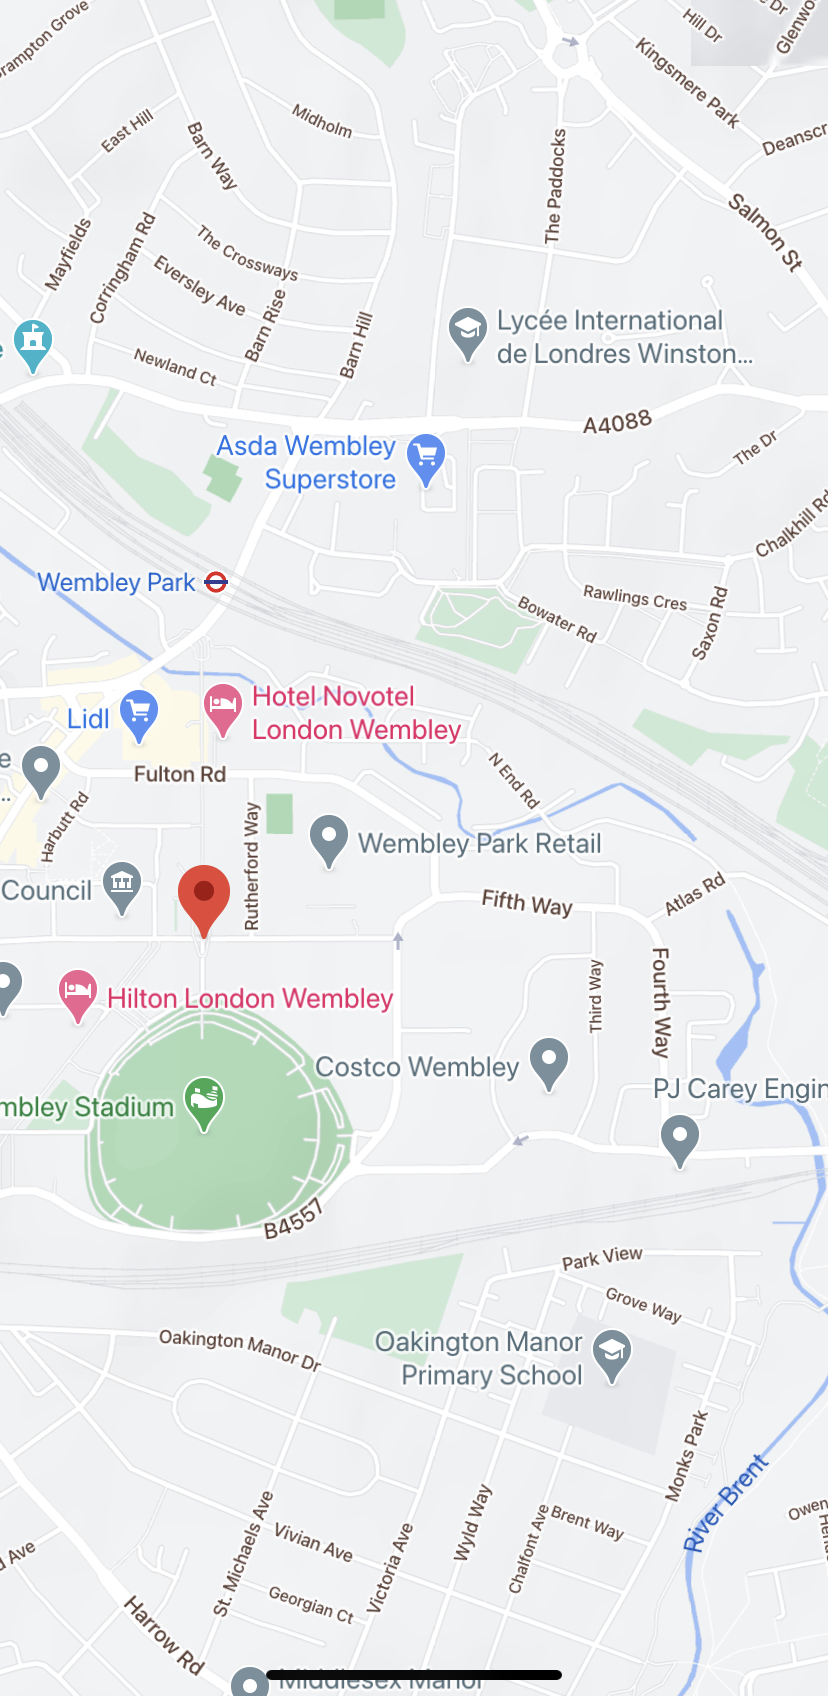 Brampton Grove
Hill Dr
Kingsmere Park
Midholm
East Hill
Barn Way
The Paddocks
Salmon St
Mayfields
Corringham Rd
The Crossways
Eversley Ave
Barn Rise
Barn Hill
Newland Ct
Lycée International
de Londres Winston...
A4088
The Dr
Asda Wembley
Superstore
Chalkhill Rd
Wembley Park
Rawlings Cres
Bowater Rd
Saxon Rd
Hotel Novotel
London Wembley
Lidl
Fulton Rd
N End Rd
Harbutt Rd
Rutherford Way
Wembley Park Retail
Council
Atlas Rd
Fifth Way
Fourth Way
Third Way
Hilton London Wembley
Costco Wembley
PJ Carey Engin
mbley Stadium
B4557
Park View
Grove Way
Oakington Manor Dr
Oakington Manor
Primary School
Monks Park
River Brent
St. Michaels Ave
Vivian Ave
Victoria Ave
Wyld Way
Chalfont Ave
Brent Way
Georgian Ct
Harrow Rd
Middlesex Manor